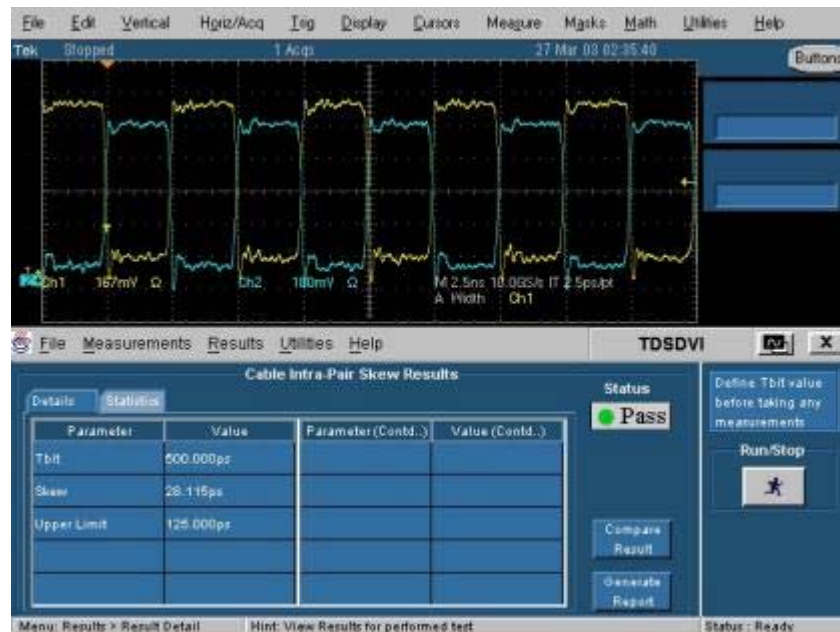 File Edit Vertical Horiz/Acq Trig Display Cursors Measure Masks Math Utilities Help
Tek Stopped 1 Acqs 27 Mar 03 02:35:40
Buttons
Ch1 167mV Ω Ch2 180mV Ω M 2.5ns 10.0GS/s IT 2.5ps/pt
A Width Ch1
File Measurements Results Utilities Help TDSDVI X
Cable Intra-Pair Skew Results
Details Statistics
Status
Pass
Define Tbit value
before taking any
measurements
Parameter Value Parameter (Contd..) Value (Contd..)
Tbit 500.000ps
Skew 28.115ps
Upper Limit 125.000ps
Run/Stop
Compare
Result
Generate
Report
Menu: Results > Result Detail Hint: View Results for performed test Status : Ready